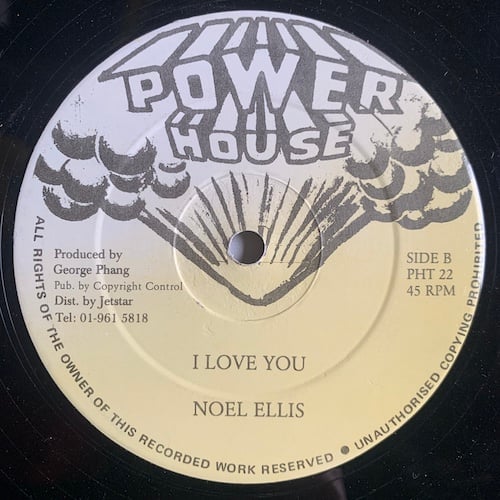 POWER
HOUSE
Produced by
George Phang
Pub. by Copyright Control
Dist. by Jetstar
Tel: 01-961 5818
SIDE B
PHT 22
45 RPM
I LOVE YOU
NOEL ELLIS
ALL RIGHTS OF THE OWNER OF THIS RECORDED WORK RESERVED ● UNAUTHORISED COPYING PROHIBITED